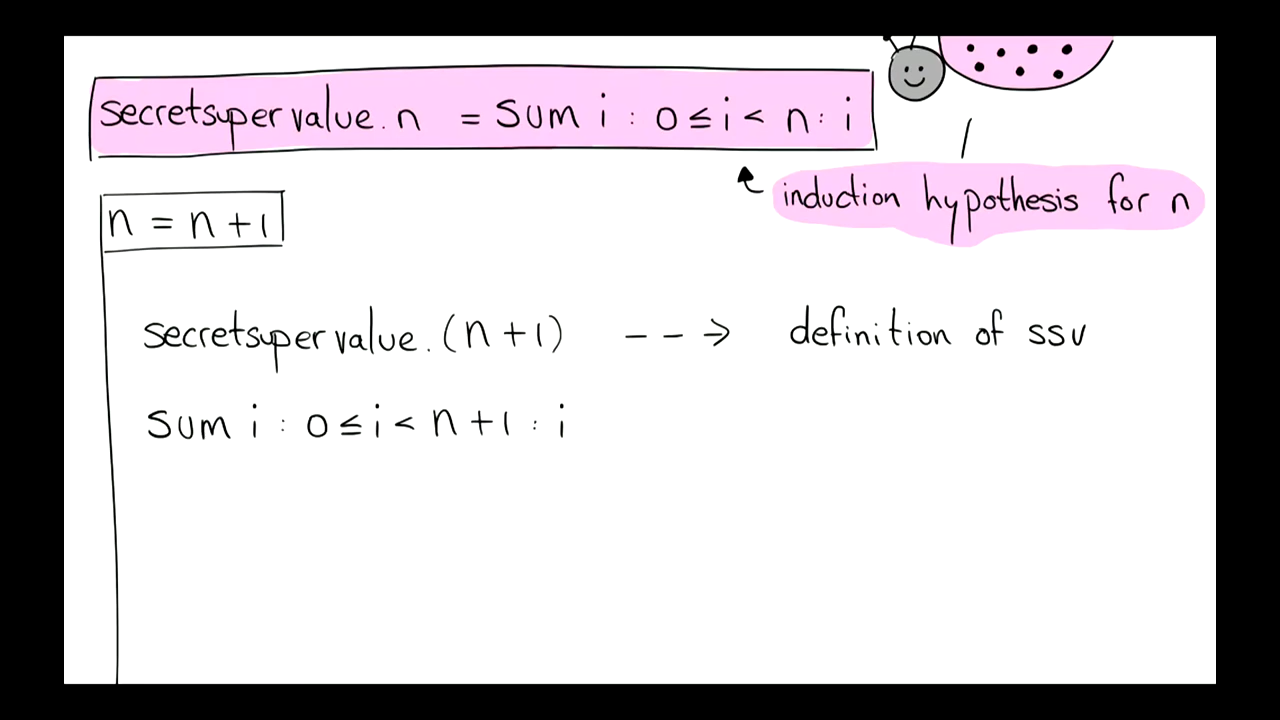 secretsupervalue.n = sum i : 0 ≤ i < n : i
induction hypothesis for n
n = n + 1
secretsupervalue.(n + 1) - - → definition of ssv
sum i : 0 ≤ i < n + 1 : i